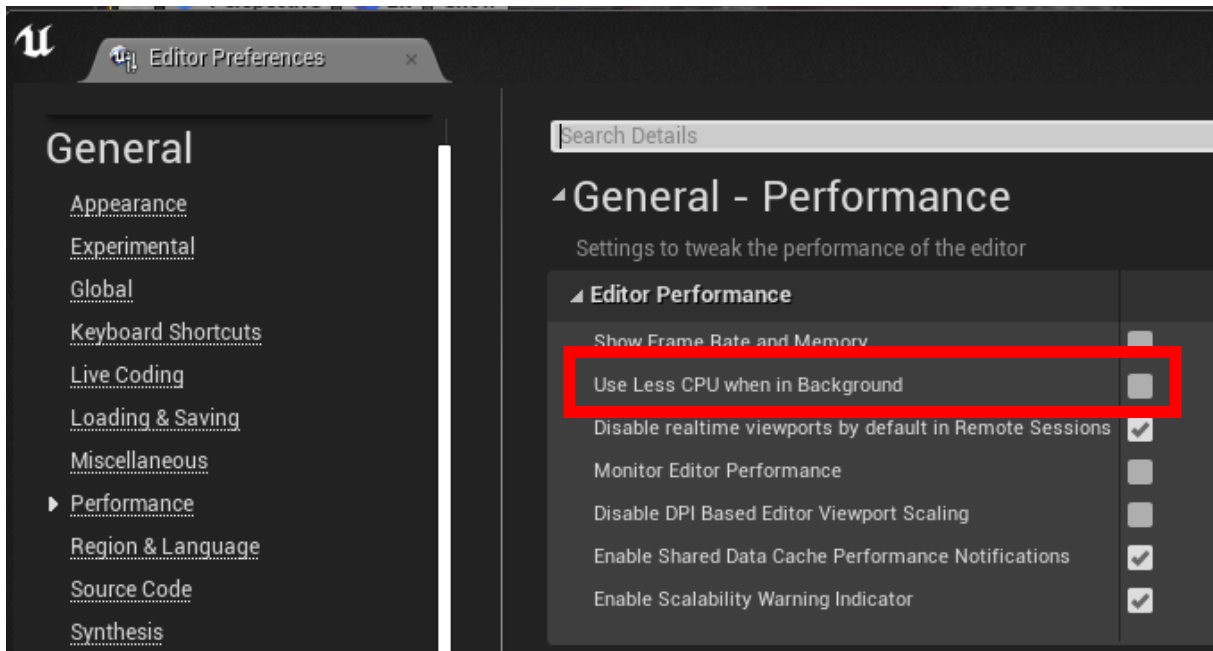 Editor Preferences
General
Appearance
Experimental
Global
Keyboard Shortcuts
Live Coding
Loading & Saving
Miscellaneous
Performance
Region & Language
Source Code
Synthesis
Search Details
General - Performance
Settings to tweak the performance of the editor
Editor Performance
Show Frame Rate and Memory
Use Less CPU when in Background
Disable realtime viewports by default in Remote Sessions
Monitor Editor Performance
Disable DPI Based Editor Viewport Scaling
Enable Shared Data Cache Performance Notifications
Enable Scalability Warning Indicator